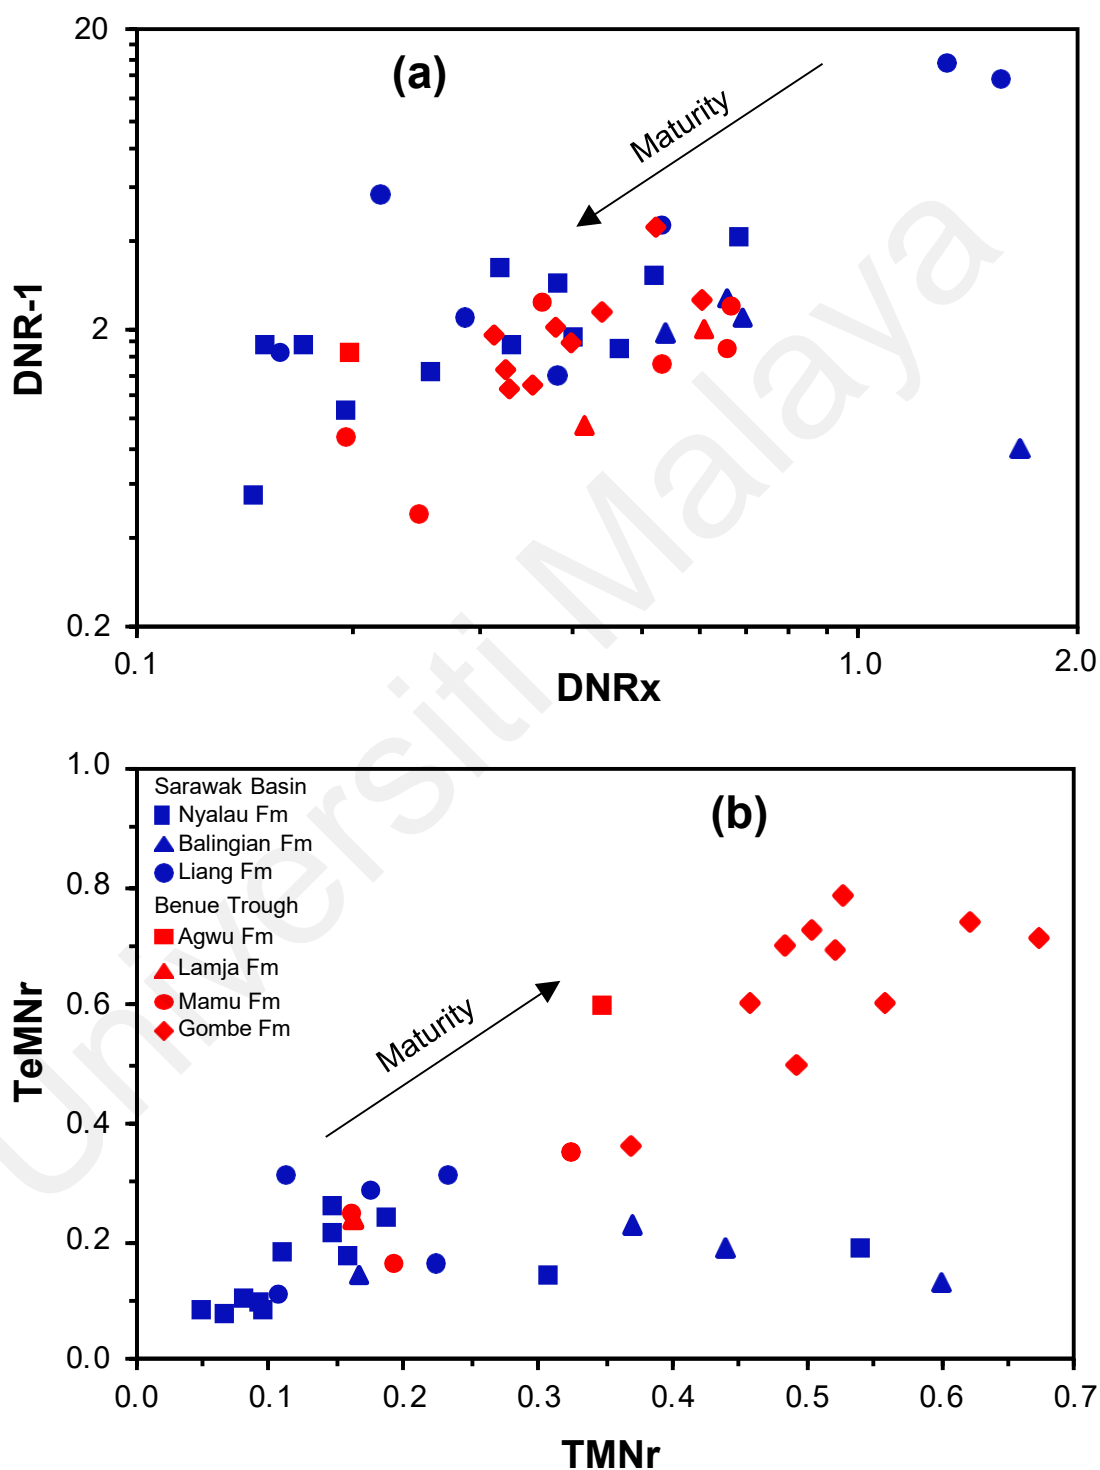 20
(a)
Maturity
DNR-1
2
0.2
0.1
1.0
2.0
DNRx
1.0
Sarawak Basin
(b)
Nyalau Fm
Balingian Fm
Liang Fm
0.8
Benue Trough
Agwu Fm
Lamja Fm
Mamu Fm
Gombe Fm
0.6
Maturity
TeMNr
0.4
0.2
0.0
0.0
0.1
0.2
0.3
0.4
0.5
0.6
0.7
TMNr
Universiti Malaya